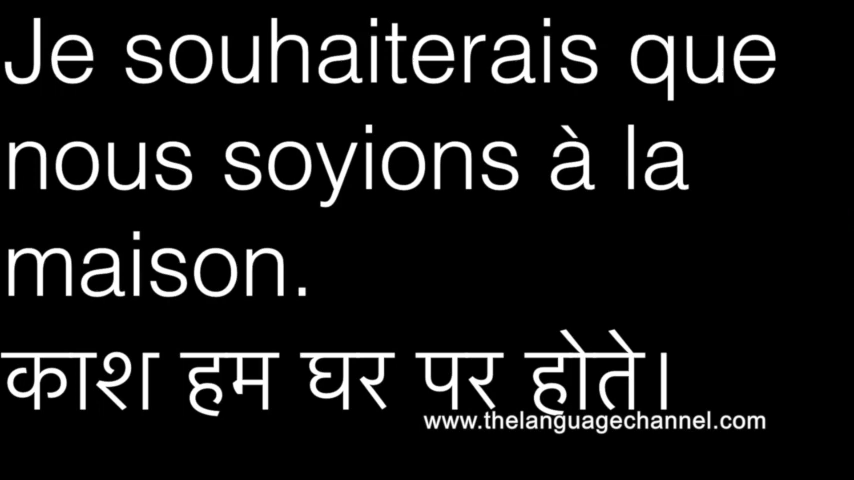 Je souhaiterais que
nous soyions à la
maison.
काश हम घर पर होते।
www.thelanguagechannel.com